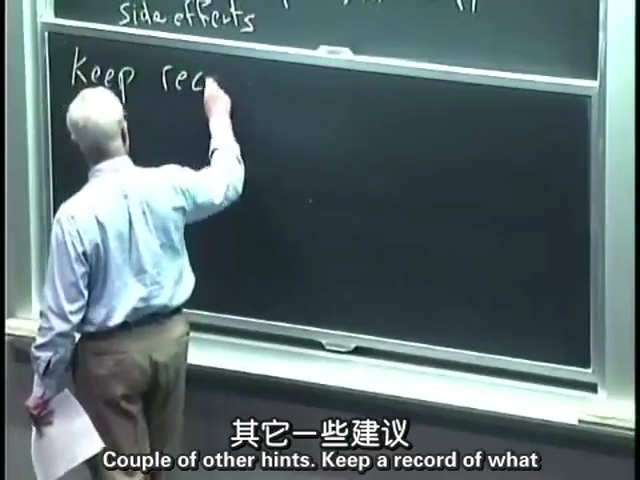 side effects
Keep rec
其它一些建议
Couple of other hints. Keep a record of what